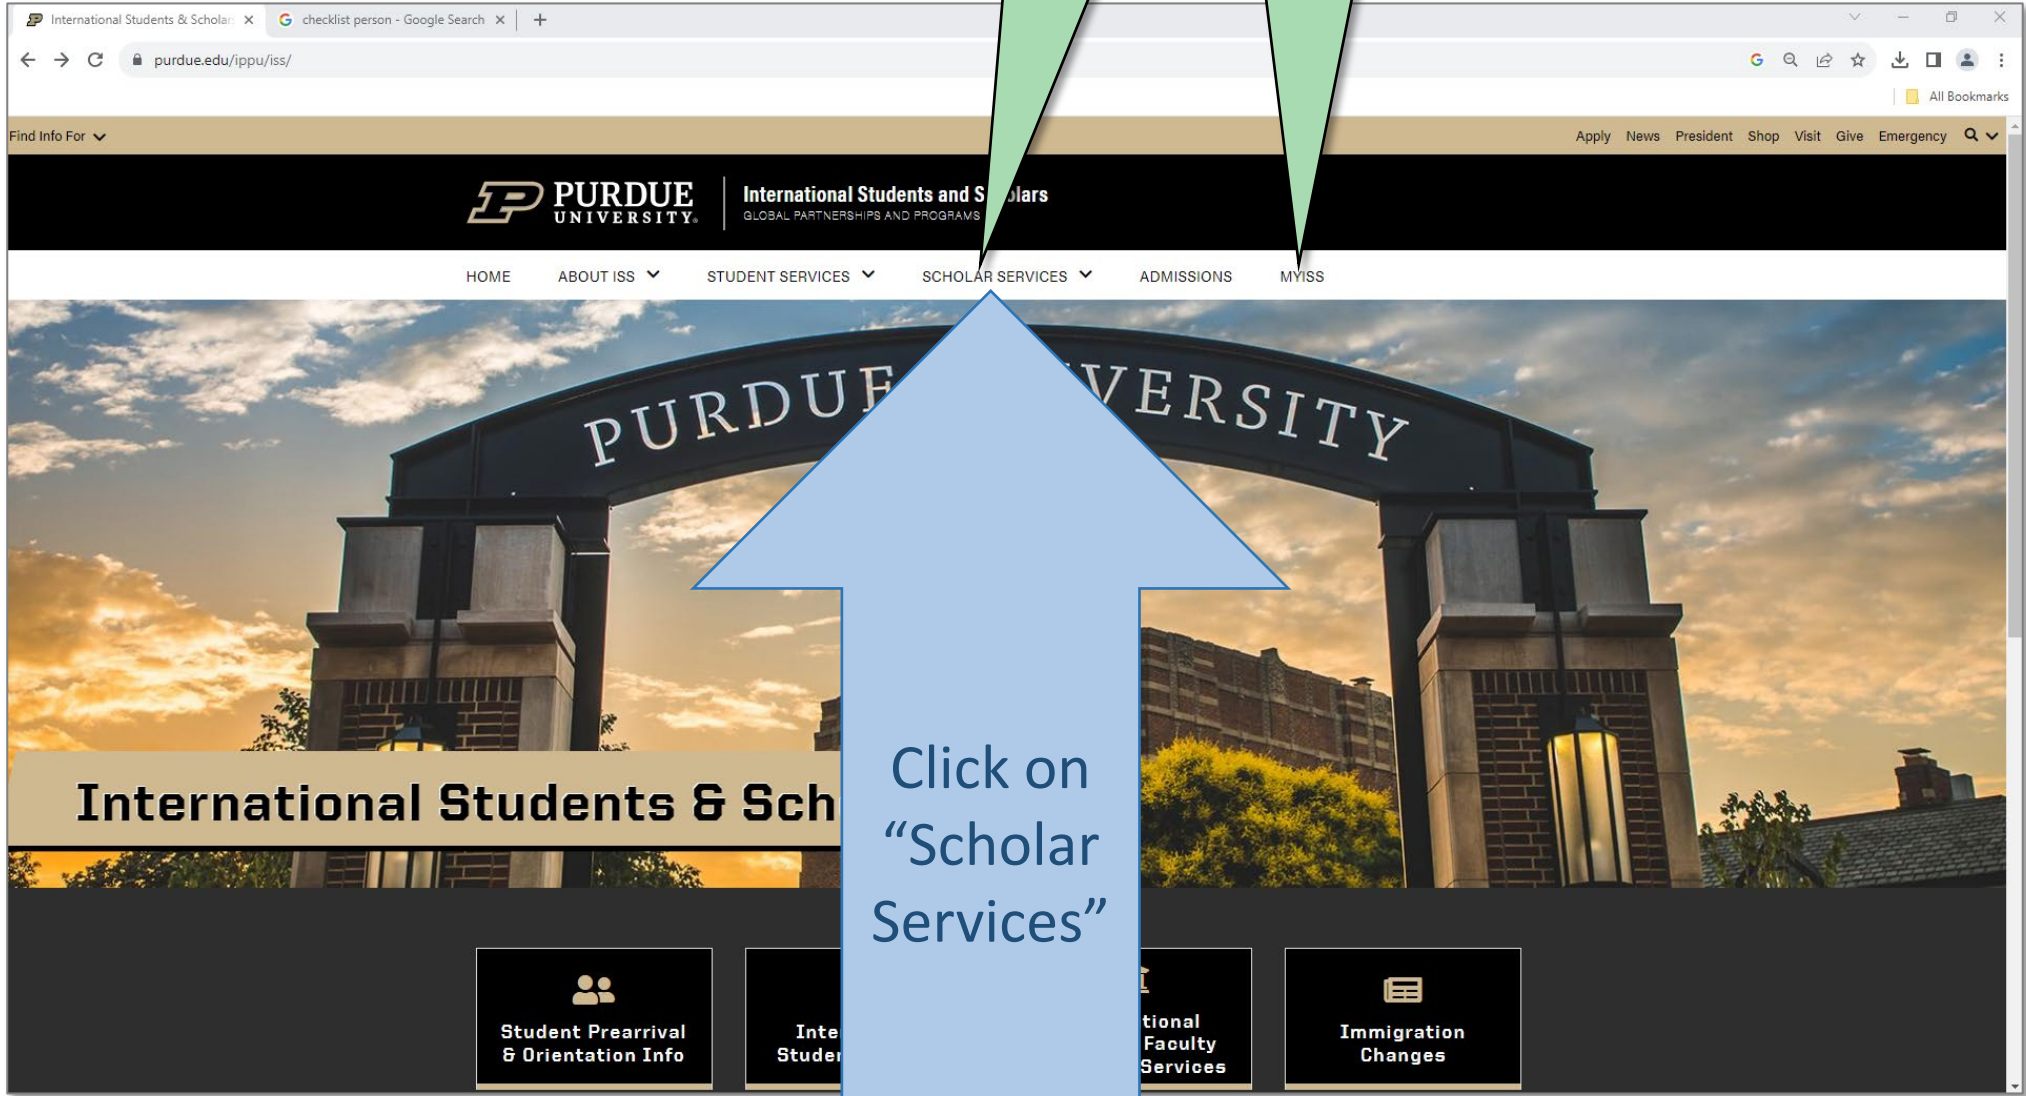 International Students & Scholar
checklist person - Google Search
purdue.edu/ippu/iss/
All Bookmarks
Find Info For
Apply News President Shop Visit Give Emergency
PURDUE UNIVERSITY®
International Students and S olars
GLOBAL PARTNERSHIPS AND PROGRAMS
HOME ABOUT ISS STUDENT SERVICES SCHOLAR SERVICES ADMISSIONS MYISS
PURDUE VERSITY
International Students & Sch
Click on
“Scholar
Services”
Student Prearrival
& Orientation Info
Inte
Studen
tional
Faculty
Services
Immigration
Changes